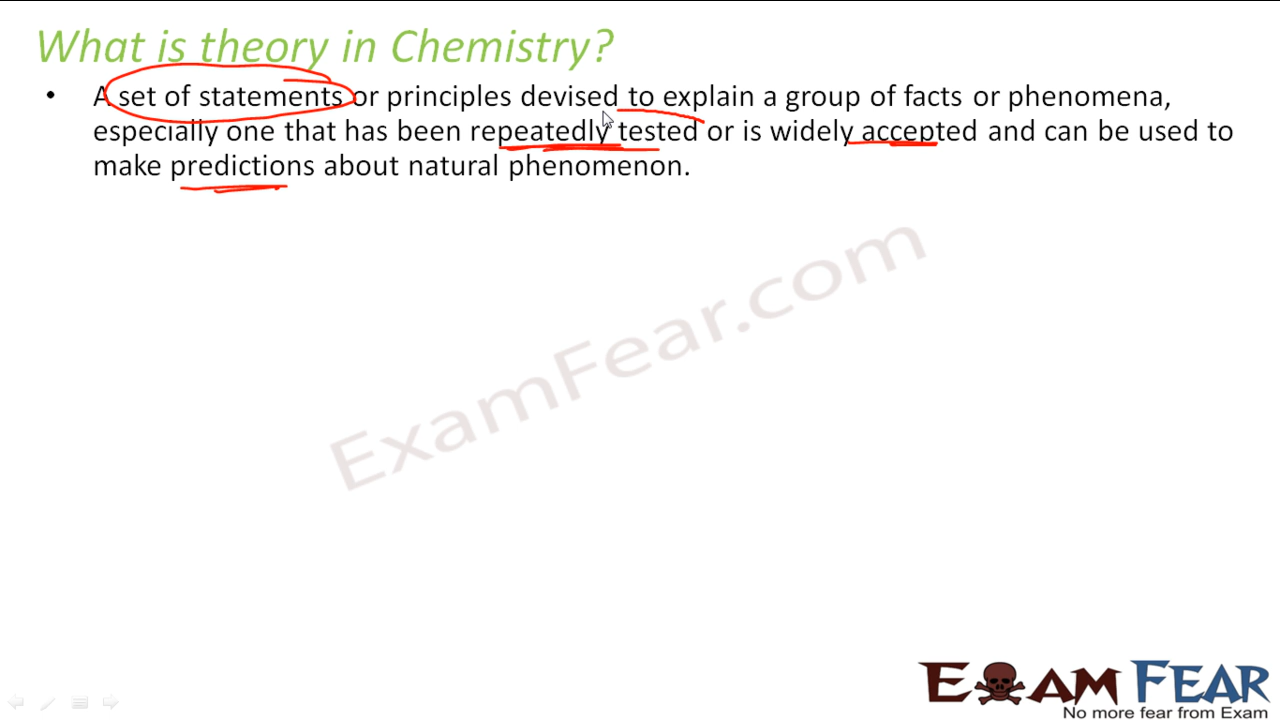 What is theory in Chemistry?
• A set of statements or principles devised to explain a group of facts or phenomena,
especially one that has been repeatedly tested or is widely accepted and can be used to
make predictions about natural phenomenon.
ExamFear.com
EXAM FEAR
No more fear from Exam